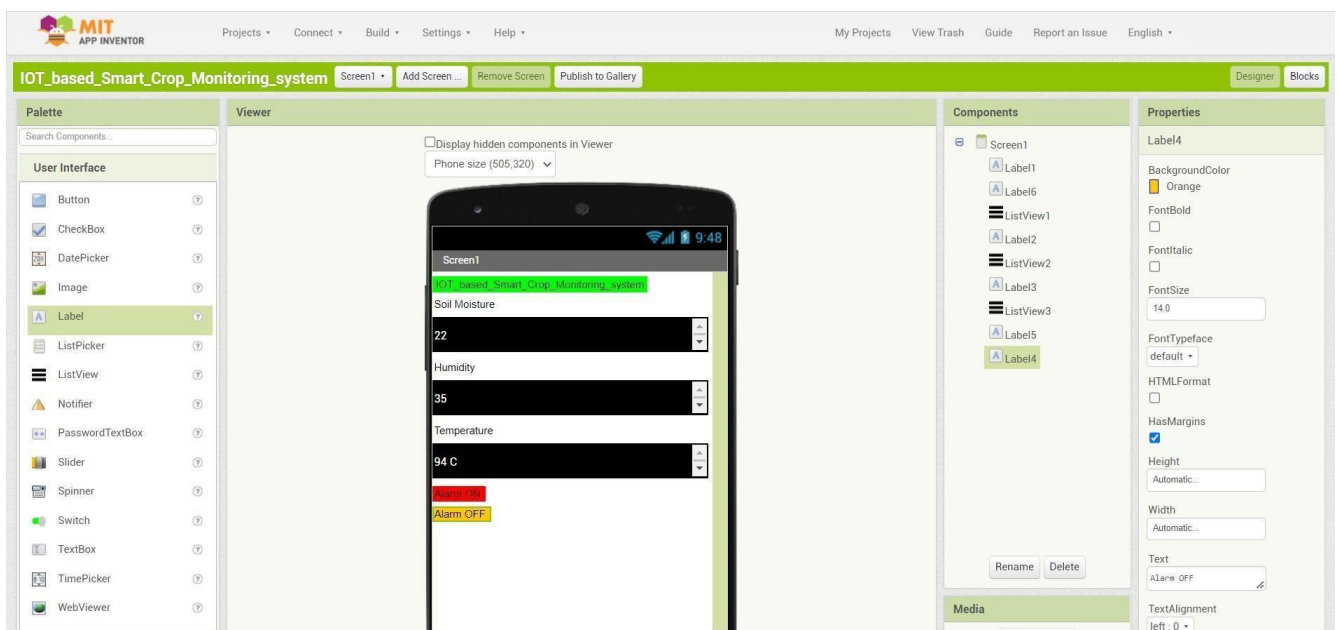 MIT
APP INVENTOR
Projects Connect Build Settings Help My Projects View Trash Guide Report an Issue English
IOT_based_Smart_Crop_Monitoring_system Screen1 Add Screen ... Remove Screen Publish to Gallery Designer Blocks
Palette
Search Components...
User Interface
Button
CheckBox
DatePicker
Image
Label
ListPicker
ListView
Notifier
PasswordTextBox
Slider
Spinner
Switch
TextBox
TimePicker
WebViewer
Viewer
Display hidden components in Viewer
Phone size (505,320)
9:48
Screen1
IOT_based_Smart_Crop_Monitoring_system
Soil Moisture
22
Humidity
35
Temperature
94 C
Alarm ON
Alarm OFF
Components
Screen1
Label1
Label6
ListView1
Label2
ListView2
Label3
ListView3
Label5
Label4
Rename Delete
Media
Properties
Label4
BackgroundColor
Orange
FontBold
FontItalic
FontSize
14.0
FontTypeface
default
HTMLFormat
HasMargins
Height
Automatic...
Width
Automatic...
Text
Alarm OFF
TextAlignment
left : 0